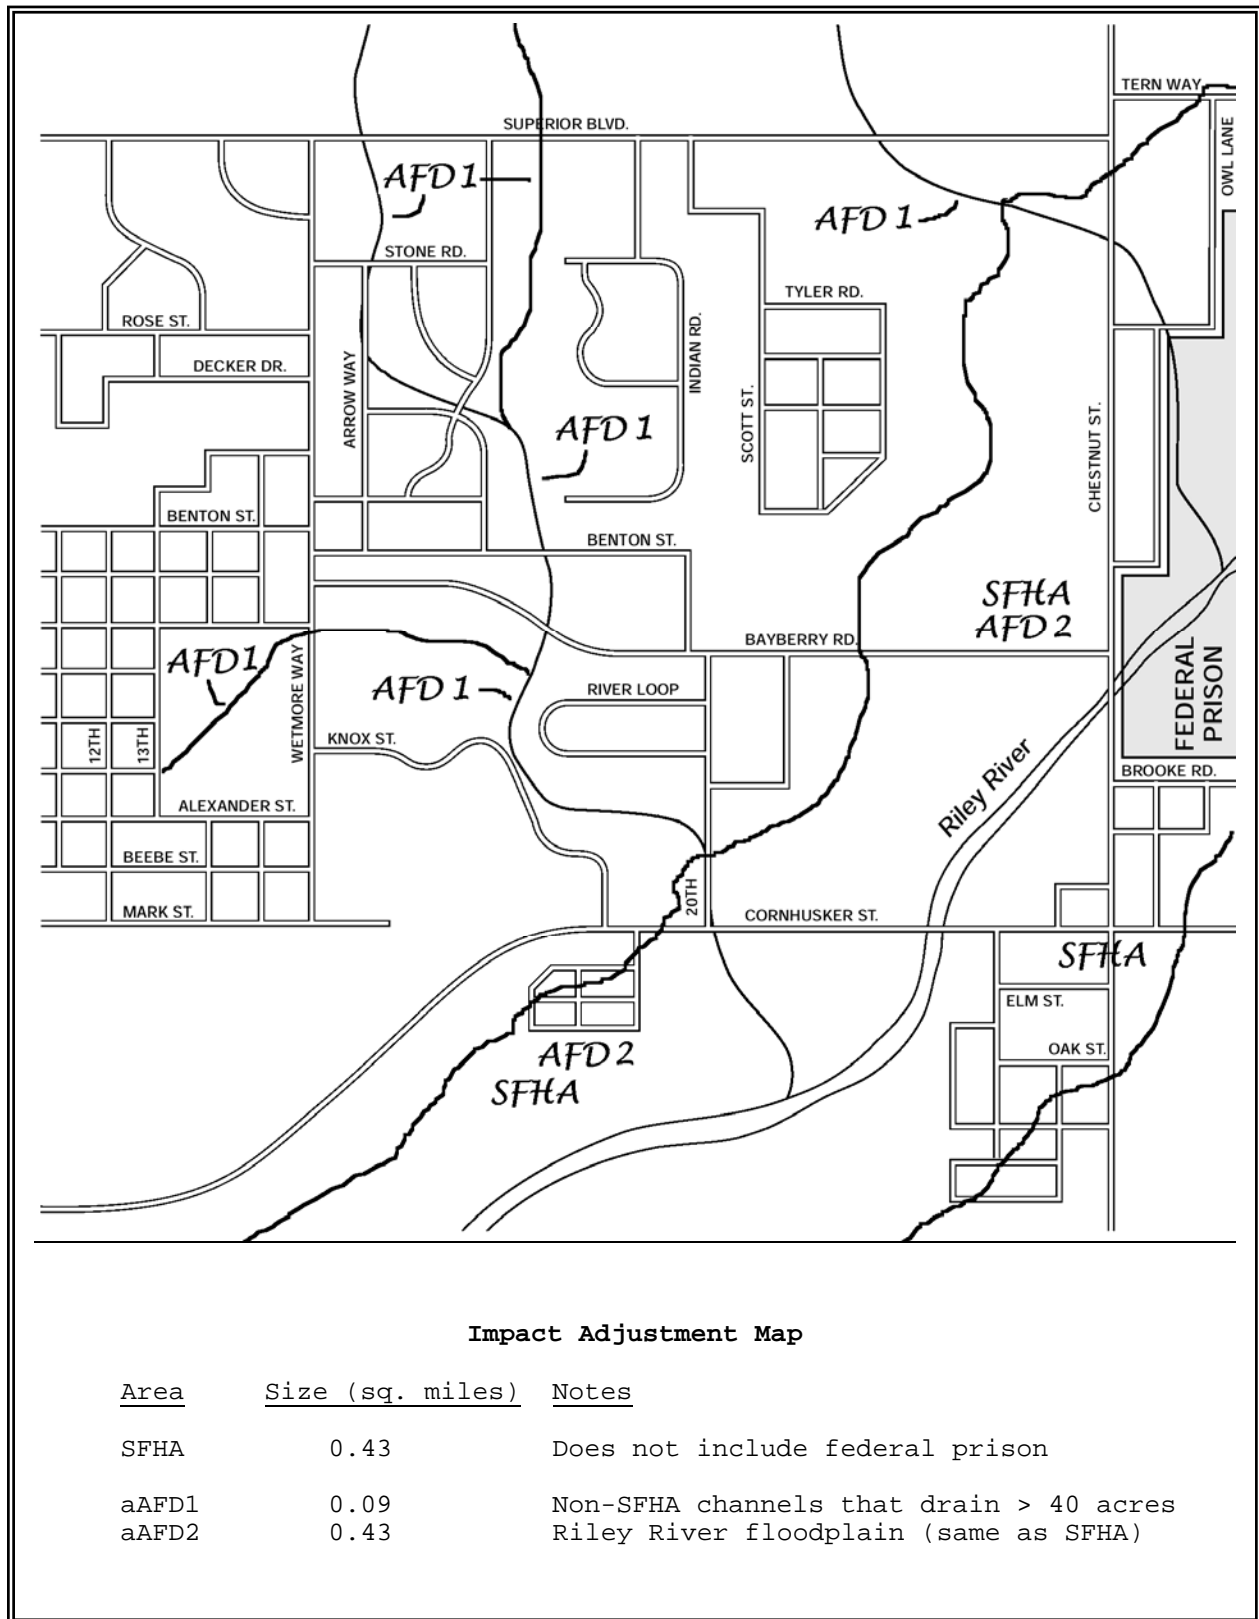 TERN WAY
SUPERIOR BLVD.
OWL LANE
AFD 1
AFD 1
STONE RD.
TYLER RD.
ROSE ST.
INDIAN RD.
DECKER DR.
ARROW WAY
SCOTT ST.
CHESTNUT ST.
AFD 1
BENTON ST.
BENTON ST.
SFHA
AFD 2
BAYBERRY RD.
AFD 1
WETMORE WAY
AFD 1
RIVER LOOP
FEDERAL
PRISON
12TH
13TH
KNOX ST.
BROOKE RD.
Riley River
ALEXANDER ST.
BEEBE ST.
20TH
MARK ST.
CORNHUSKER ST.
SFHA
ELM ST.
OAK ST.
AFD 2
SFHA
Impact Adjustment Map
Area Size (sq. miles) Notes
SFHA 0.43 Does not include federal prison
aAFD1 0.09 Non-SFHA channels that drain > 40 acres
aAFD2 0.43 Riley River floodplain (same as SFHA)